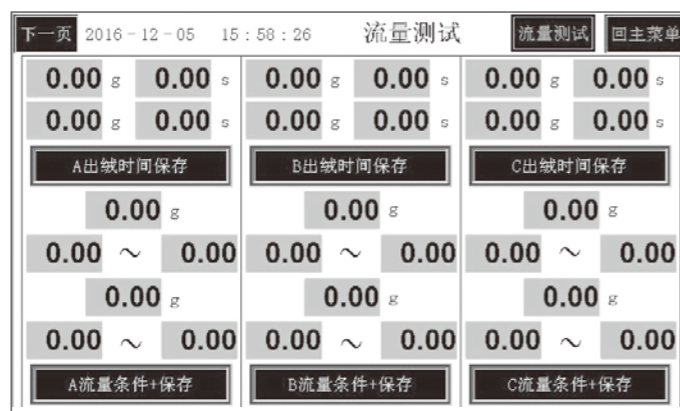 下一页 2016-12-05 15:58:26 流量测试 流量测试 回主菜单
0.00 g 0.00 s 0.00 g 0.00 s 0.00 g 0.00 s
0.00 g 0.00 s 0.00 g 0.00 s 0.00 g 0.00 s
A出绒时间保存 B出绒时间保存 C出绒时间保存
0.00 g 0.00 g 0.00 g
0.00 ~ 0.00 0.00 ~ 0.00 0.00 ~ 0.00
0.00 g 0.00 g 0.00 g
0.00 ~ 0.00 0.00 ~ 0.00 0.00 ~ 0.00
A流量条件+保存 B流量条件+保存 C流量条件+保存